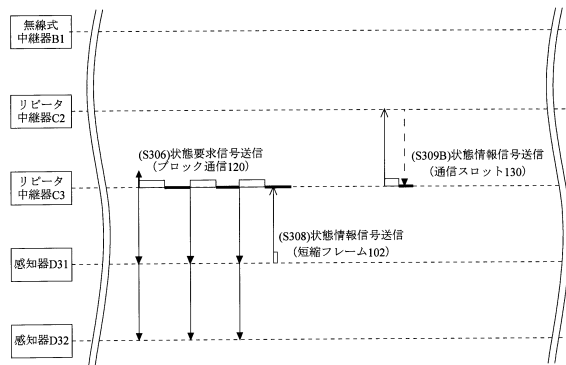 無線式
中継器B1
リピータ
中継器C2
(S306)状態要求信号送信
(ブロック通信120)
(S309B)状態情報信号送信
(通信スロット130)
リピータ
中継器C3
(S308)状態情報信号送信
(短縮フレーム102)
感知器D31
感知器D32